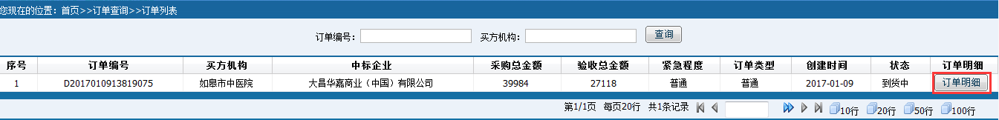 您现在的位置：首页>>订单查询>>订单列表
订单编号： 买方机构： 查询
序号 订单编号 买方机构 中标企业 采购总金额 验收总金额 紧急程度 订单类型 创建时间 状态 订单明细
1 D2017010913819075 如皋市中医院 大昌华嘉商业（中国）有限公司 39984 27118 普通 普通 2017-01-09 到货中 订单明细
第1/1页 每页20行 共1条记录 10行 20行 50行 100行